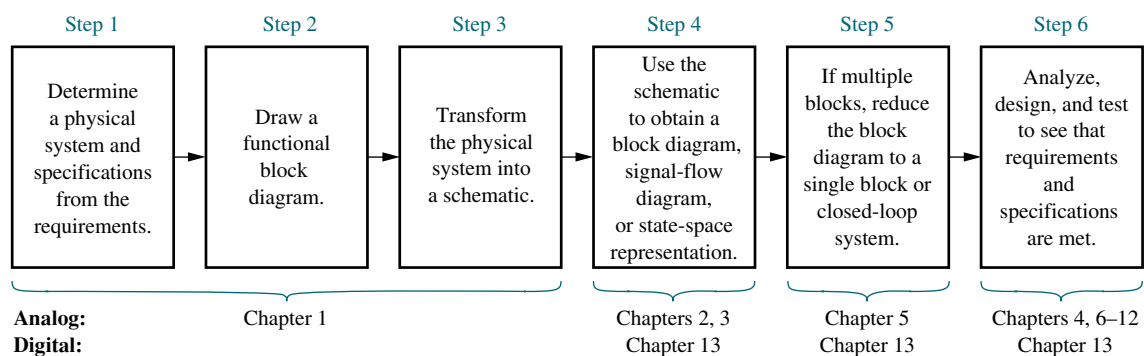 Step 1
Determine
a physical
system and
specifications
from the
requirements.
Step 2
Draw a
functional
block
diagram.
Step 3
Transform
the physical
system into
a schematic.
Step 4
Use the
schematic
to obtain a
block diagram,
signal-flow
diagram,
or state-space
representation.
Step 5
If multiple
blocks, reduce
the block
diagram to a
single block or
closed-loop
system.
Step 6
Analyze,
design, and test
to see that
requirements
and
specifications
are met.
Analog: Chapter 1 Chapters 2, 3 Chapter 5 Chapters 4, 6–12
Digital: Chapter 13 Chapter 13 Chapter 13